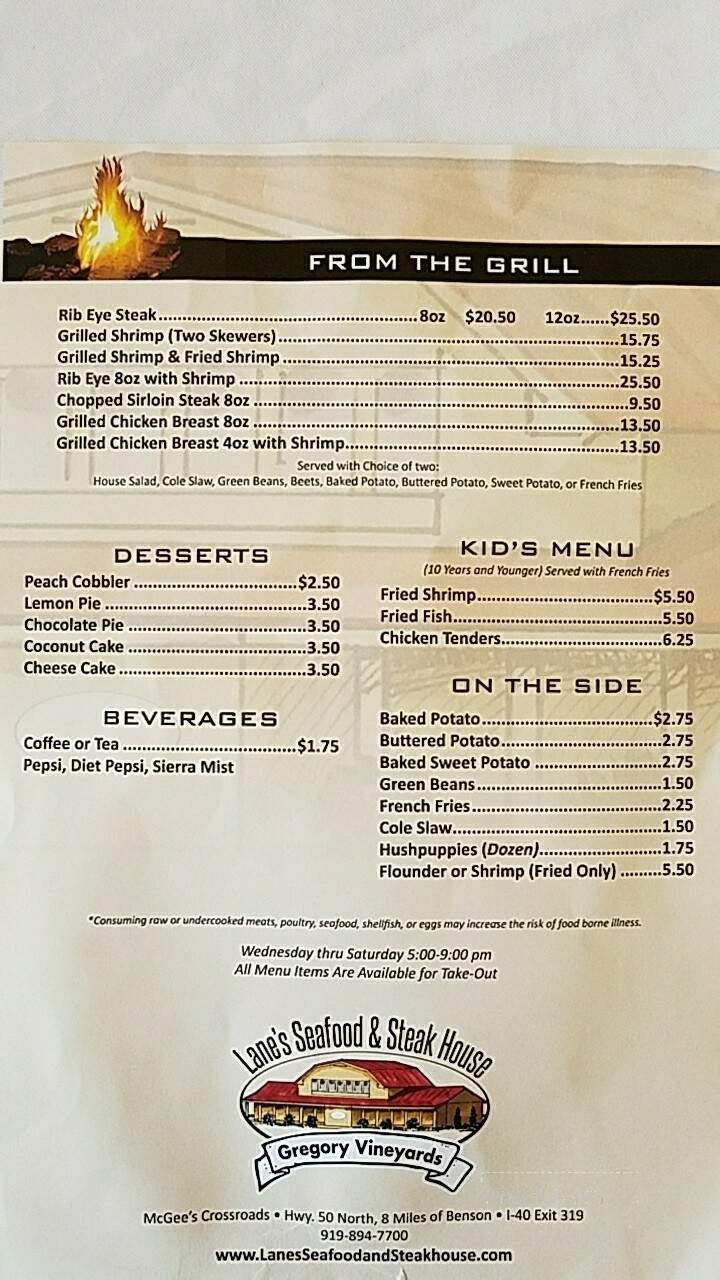 FROM THE GRILL
Rib Eye Steak........................................................8oz $20.50 12oz......$25.50
Grilled Shrimp (Two Skewers)..........................................................................15.75
Grilled Shrimp & Fried Shrimp .........................................................................15.25
Rib Eye 8oz with Shrimp ..................................................................................25.50
Chopped Sirloin Steak 8oz ................................................................................9.50
Grilled Chicken Breast 8oz ...............................................................................13.50
Grilled Chicken Breast 4oz with Shrimp...........................................................13.50
Served with Choice of two:
House Salad, Cole Slaw, Green Beans, Beets, Baked Potato, Buttered Potato, Sweet Potato, or French Fries
DESSERTS
Peach Cobbler ...................................$2.50
Lemon Pie ...........................................3.50
Chocolate Pie ......................................3.50
Coconut Cake ......................................3.50
Cheese Cake ........................................3.50
BEVERAGES
Coffee or Tea .....................................$1.75
Pepsi, Diet Pepsi, Sierra Mist
KID'S MENU
(10 Years and Younger) Served with French Fries
Fried Shrimp......................................$5.50
Fried Fish.............................................5.50
Chicken Tenders...................................6.25
ON THE SIDE
Baked Potato.....................................$2.75
Buttered Potato...................................2.75
Baked Sweet Potato ...........................2.75
Green Beans........................................1.50
French Fries.........................................2.25
Cole Slaw.............................................1.50
Hushpuppies (Dozen)..........................1.75
Flounder or Shrimp (Fried Only) .........5.50
*Consuming raw or undercooked meats, poultry, seafood, shellfish, or eggs may increase the risk of food borne illness.
Wednesday thru Saturday 5:00-9:00 pm
All Menu Items Are Available for Take-Out
Lane's Seafood & Steak House
Gregory Vineyards
McGee's Crossroads • Hwy. 50 North, 8 Miles of Benson • I-40 Exit 319
919-894-7700
www.LanesSeafoodandSteakhouse.com